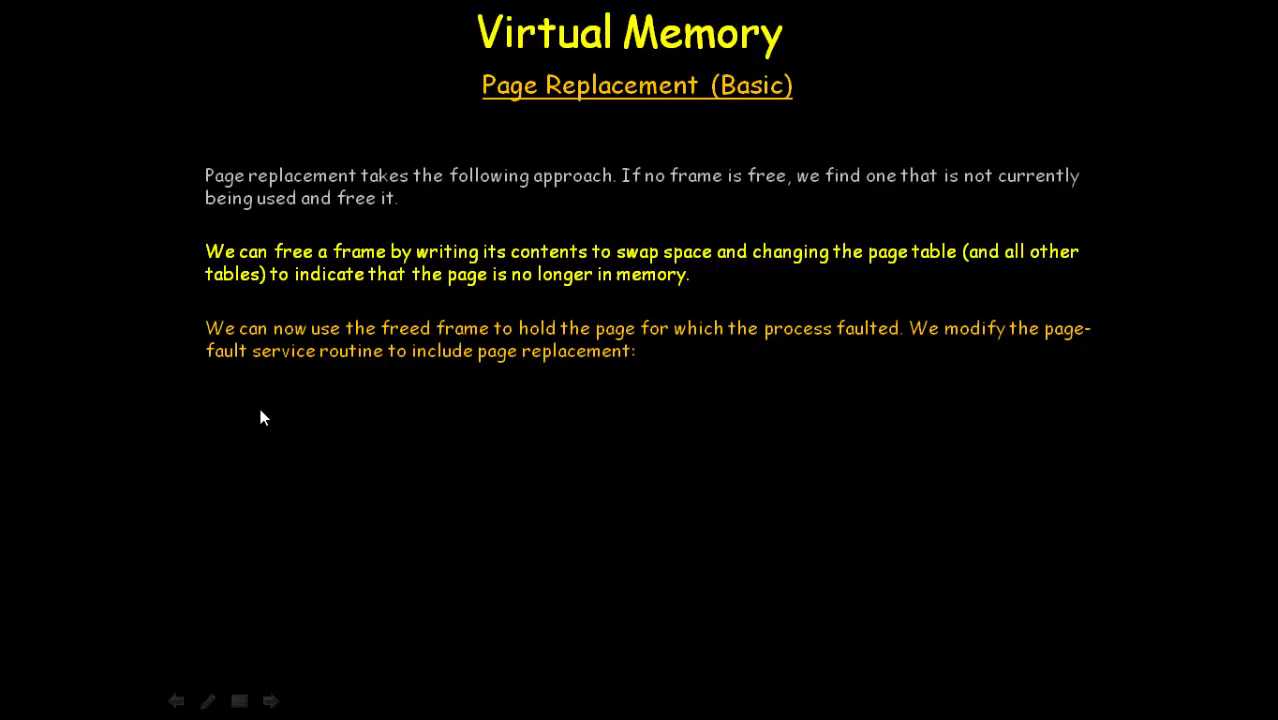 Virtual Memory
Page Replacement (Basic)
Page replacement takes the following approach. If no frame is free, we find one that is not currently
being used and free it.
We can free a frame by writing its contents to swap space and changing the page table (and all other
tables) to indicate that the page is no longer in memory.
We can now use the freed frame to hold the page for which the process faulted. We modify the page-
fault service routine to include page replacement: